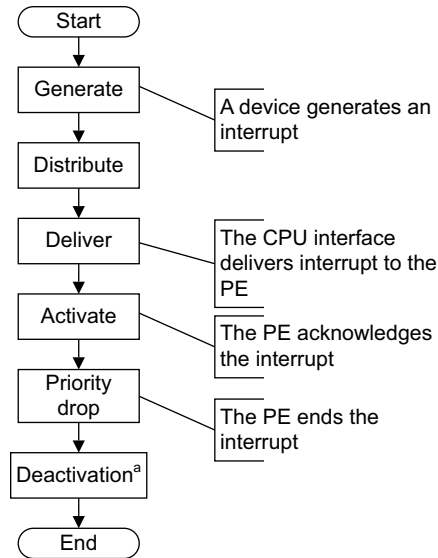 Start
Generate
A device generates an
interrupt
Distribute
Deliver
The CPU interface
delivers interrupt to the
PE
Activate
The PE acknowledges
the interrupt
Priority
drop
The PE ends the
interrupt
Deactivationᵃ
End